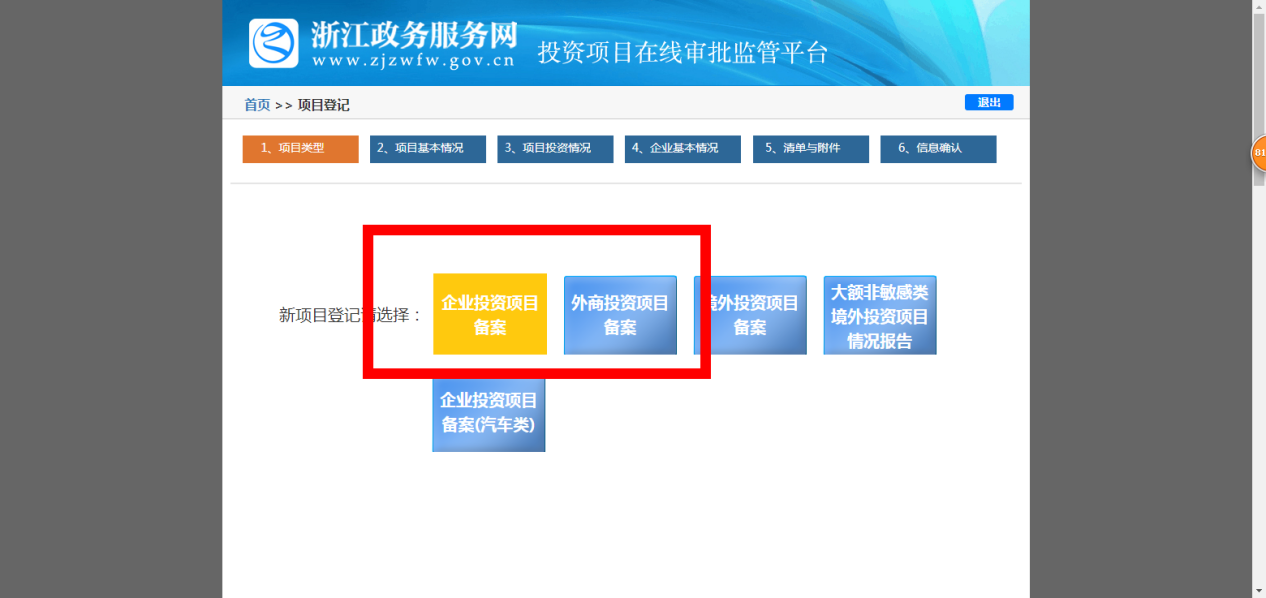 浙江政务服务网
www.zjzwfw.gov.cn
投资项目在线审批监管平台
首页 >> 项目登记
退出
1、项目类型
2、项目基本情况
3、项目投资情况
4、企业基本情况
5、清单与附件
6、信息确认
新项目登记请选择：
企业投资项目
备案
外商投资项目
备案
境外投资项目
备案
大额非敏感类
境外投资项目
情况报告
企业投资项目
备案(汽车类)
81